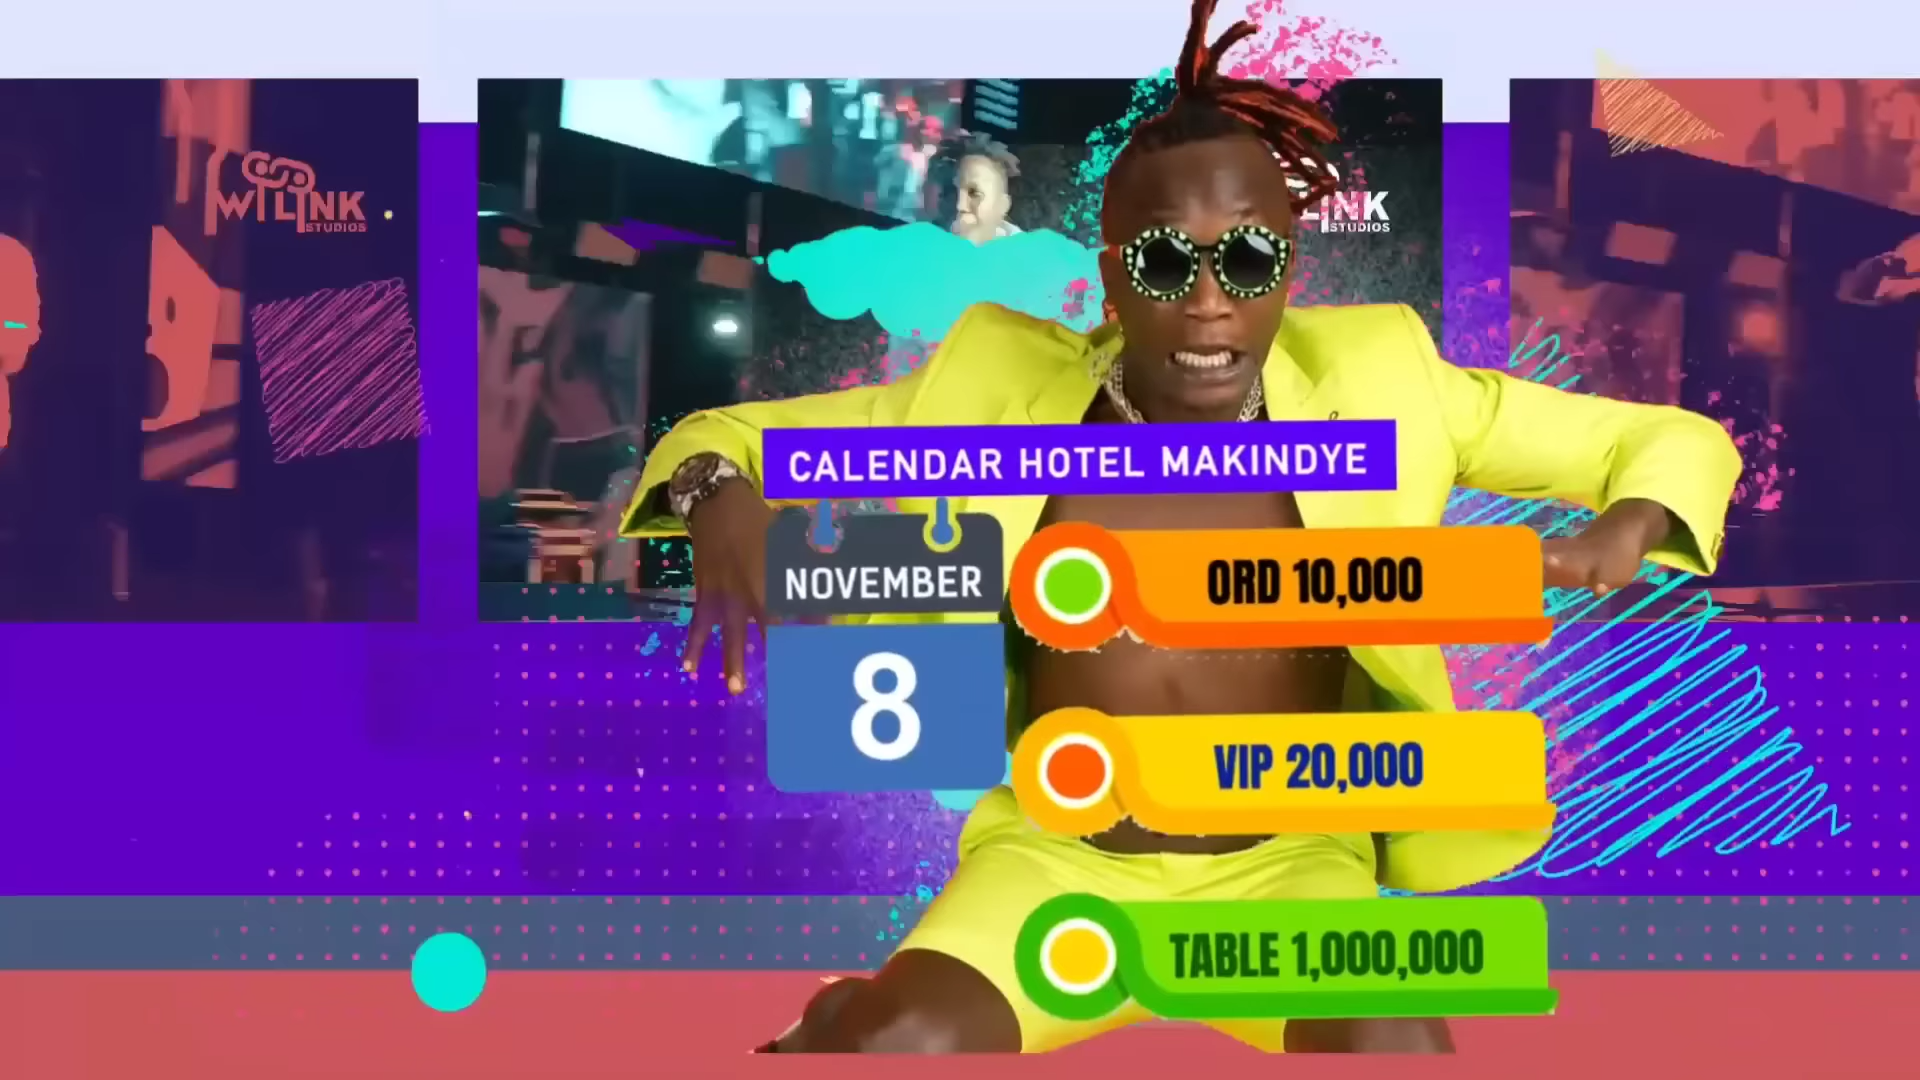 WILINK
STUDIOS
LINK
STUDIOS
CALENDAR HOTEL MAKINDYE
NOVEMBER
8
ORD 10,000
VIP 20,000
TABLE 1,000,000